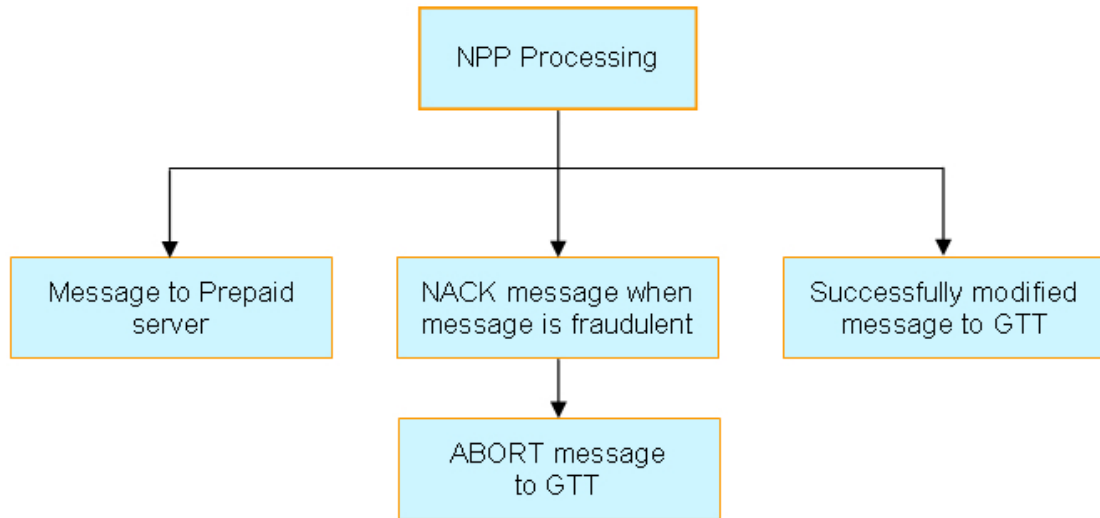 NPP Processing
Message to Prepaid
server
NACK message when
message is fraudulent
Successfully modified
message to GTT
ABORT message
to GTT